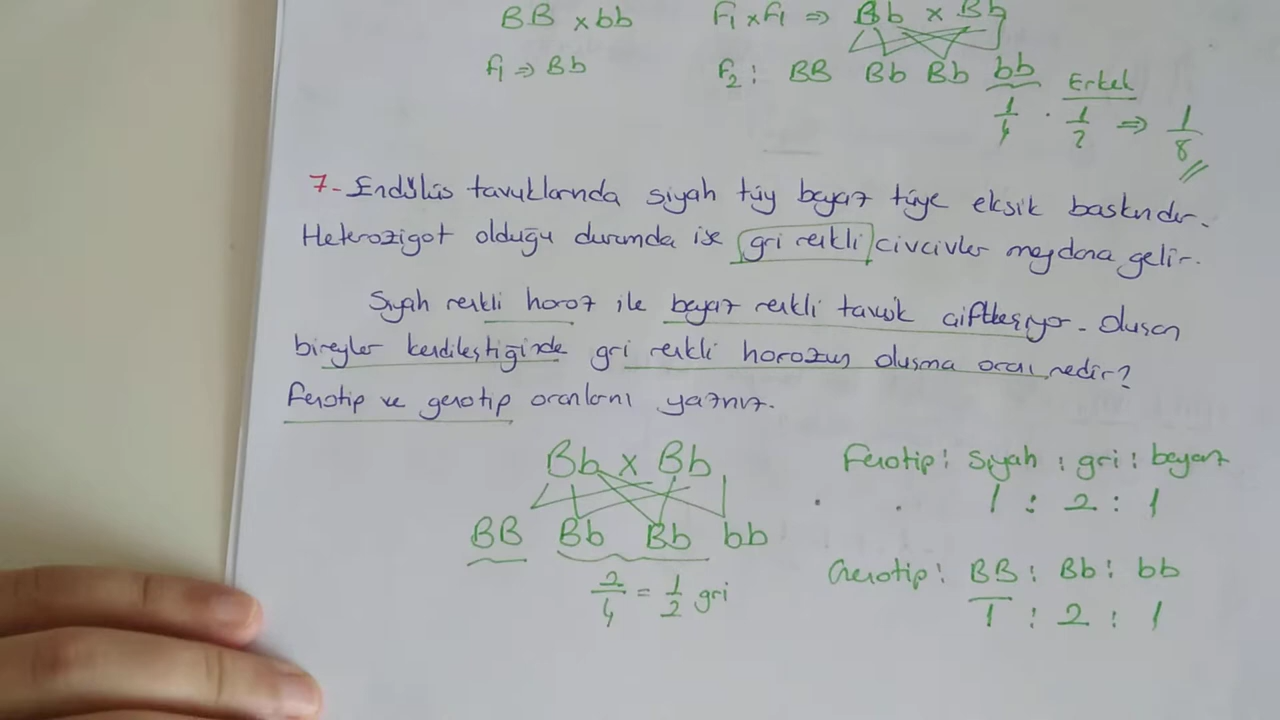 BB x bb    F1 x F1 ⇒ Bb x Bb
F1 ⇒ Bb    F2 : BB Bb Bb bb
1/4 · Erkek 1/2 ⇒ 1/8
7- Endülüs tavuklarında siyah tüy beyaz tüye eksik baskındır.
Heterozigot olduğu durumda ise gri renkli civcivler meydana gelir.
Siyah renkli horoz ile beyaz renkli tavuk çiftleşiyor. Oluşan
bireyler kendileştiğinde gri renkli horozun oluşma oranı nedir?
Fenotip ve genotip oranlarını yazınız.
Bb x Bb
BB Bb Bb bb
2/4 = 1/2 gri
Fenotip : Siyah : gri : beyaz
1 : 2 : 1
Genotip : BB : Bb : bb
1 : 2 : 1